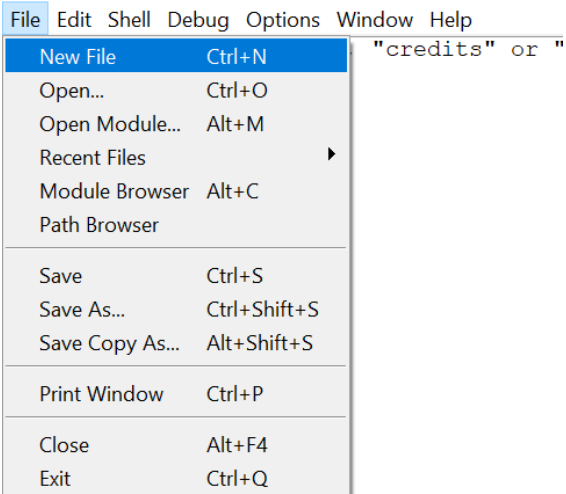 File Edit Shell Debug Options Window Help
"credits" or "
New File Ctrl+N
Open... Ctrl+O
Open Module... Alt+M
Recent Files
Module Browser Alt+C
Path Browser
Save Ctrl+S
Save As... Ctrl+Shift+S
Save Copy As... Alt+Shift+S
Print Window Ctrl+P
Close Alt+F4
Exit Ctrl+Q